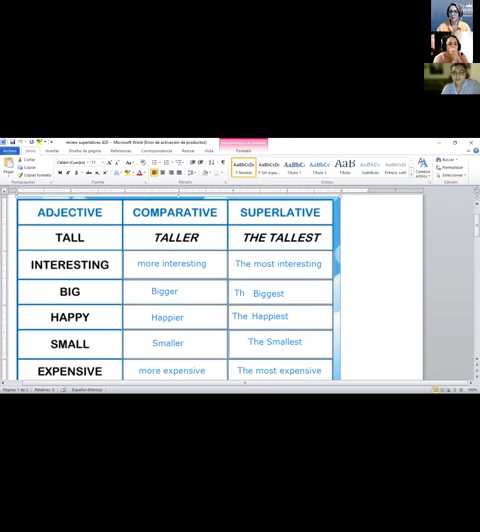 review superlativas d20 - Microsoft Word (Error de activación de productos)
Archivo Inicio Insertar Diseño de página Referencias Correspondencia Revisar Vista Formato
Cortar
Copiar
Copiar formato
Pegar
Calibri (Cuerpo) 11
AaBbCcDc AaBbCcDc AaBbC AaBbCc AaB AaBbCc. AaBbCcDc
1 Normal 1 Sin espa... Título 1 Título 2 Título Subtítulo Énfasis sutil
Cambiar estilos
Buscar
Reemplazar
Seleccionar
Portapapeles Fuente Párrafo Estilos Edición
ADJECTIVE COMPARATIVE SUPERLATIVE
TALL TALLER THE TALLEST
INTERESTING more interesting The most interesting
BIG Bigger Th Biggest
HAPPY Happier The Happiest
SMALL Smaller The Smallest
EXPENSIVE more expensive The most expensive
Página: 1 de 2 Palabras: 0 Español (México) 160%